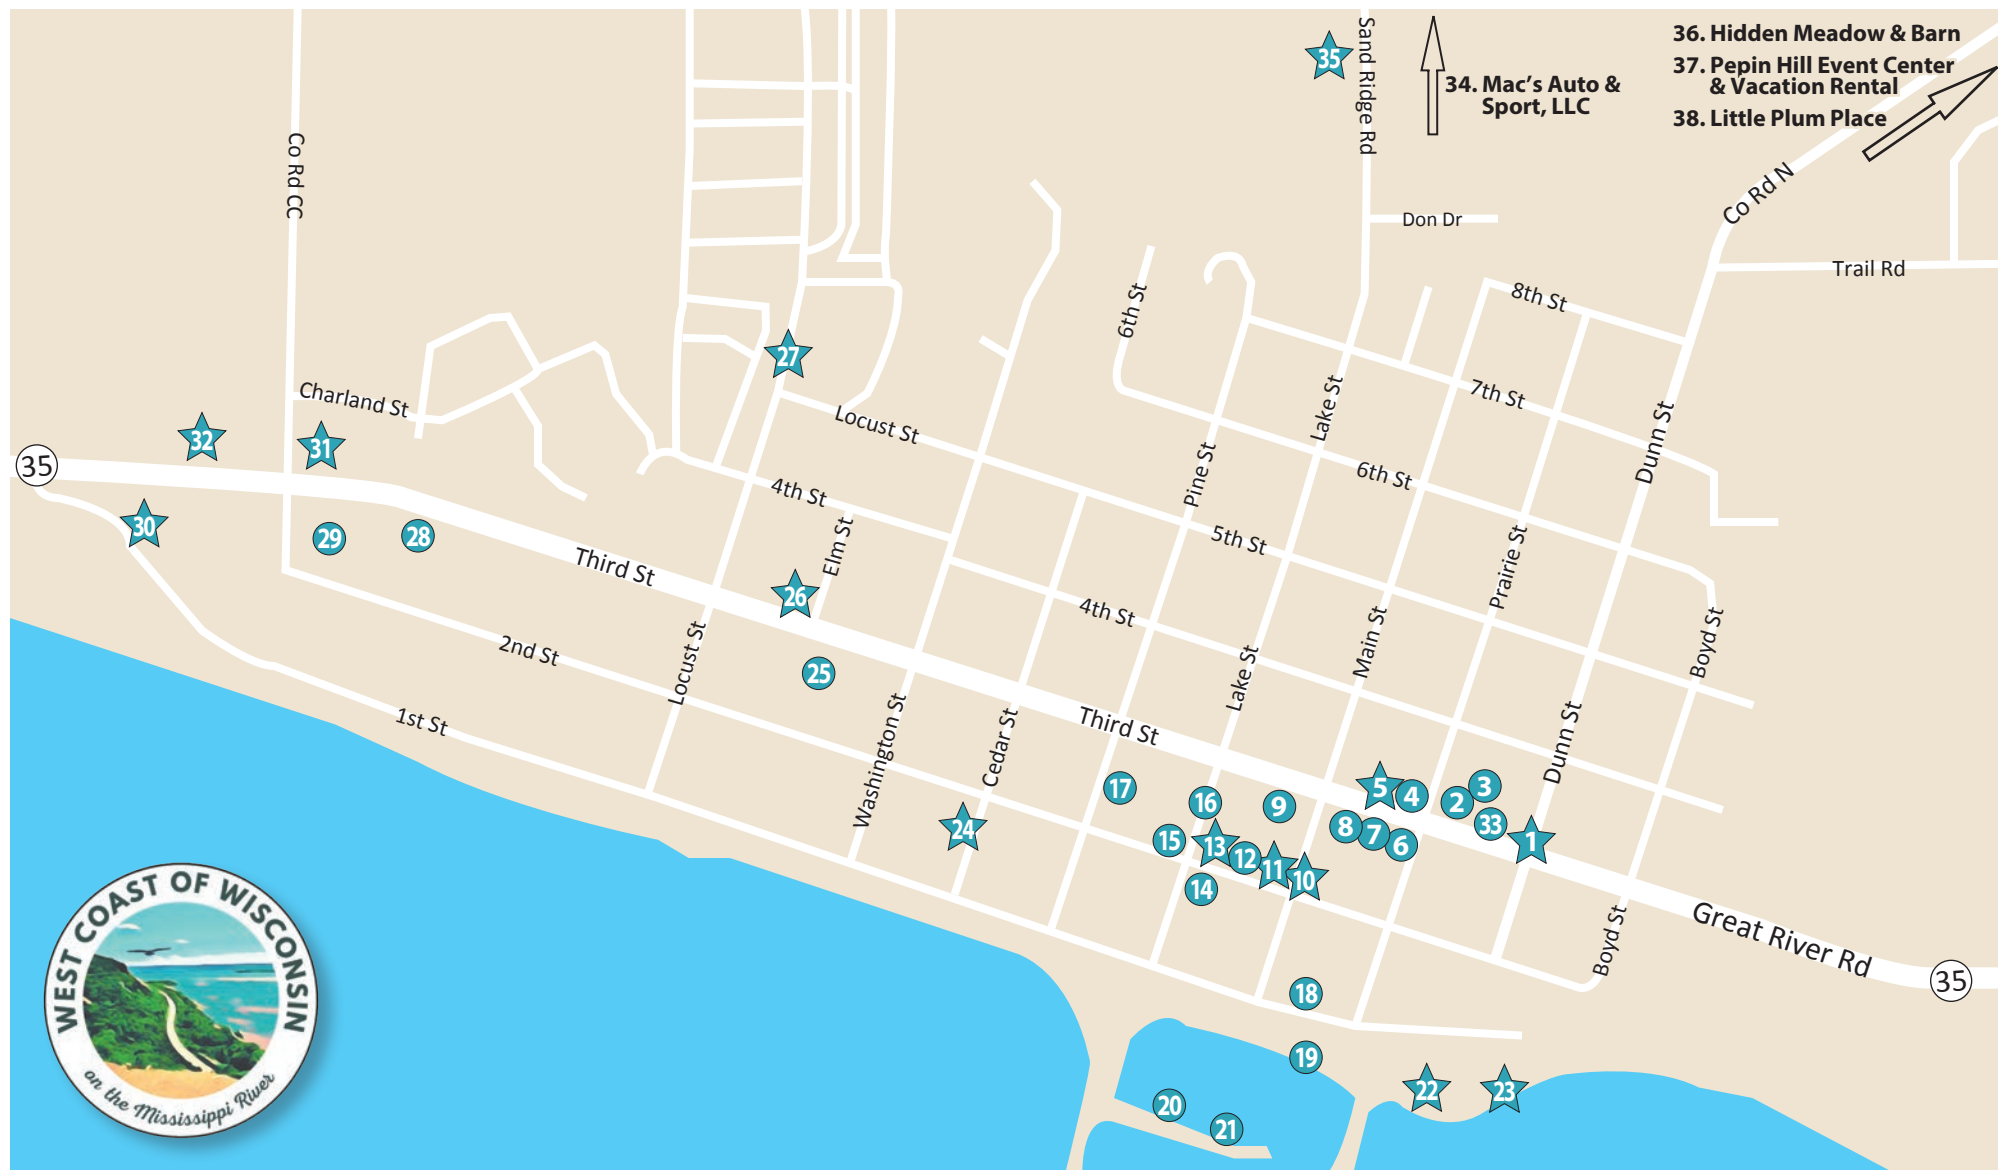 35
Sand Ridge Rd
34. Mac's Auto &
Sport, LLC
36. Hidden Meadow & Barn
37. Pepin Hill Event Center
& Vacation Rental
38. Little Plum Place
Co Rd CC
Co Rd N
Don Dr
Trail Rd
6th St
8th St
27
Charland St
Locust St
Lake St
7th St
Dunn St
32
31
35
Pine St
6th St
4th St
30
29
28
Elm St
5th St
Prairie St
Third St
26
4th St
Main St
Boyd St
2nd St
Locust St
25
Lake St
1st St
Washington St
Cedar St
Third St
Dunn St
17
16
9
5
4
2
3
24
15
13
12
11
10
8
7
6
33
1
14
Great River Rd
Boyd St
35
18
19
20
21
22
23
WEST COAST OF WISCONSIN
on the Mississippi River